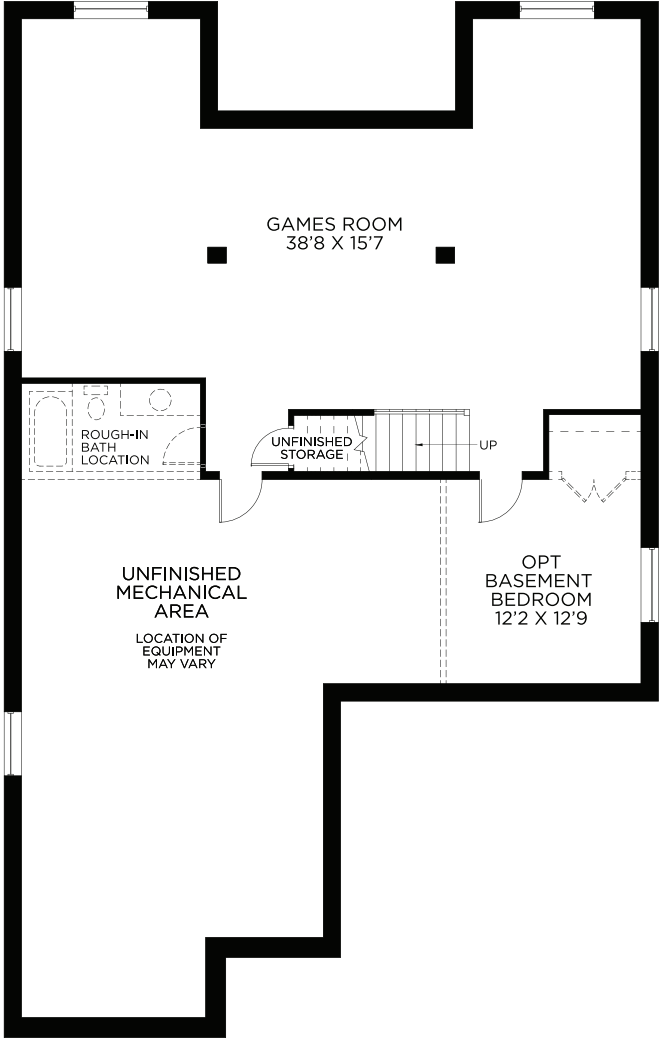 GAMES ROOM
38'8 X 15'7
ROUGH-IN
BATH
LOCATION
UNFINISHED
STORAGE
UP
UNFINISHED
MECHANICAL
AREA
LOCATION OF
EQUIPMENT
MAY VARY
OPT
BASEMENT
BEDROOM
12'2 X 12'9